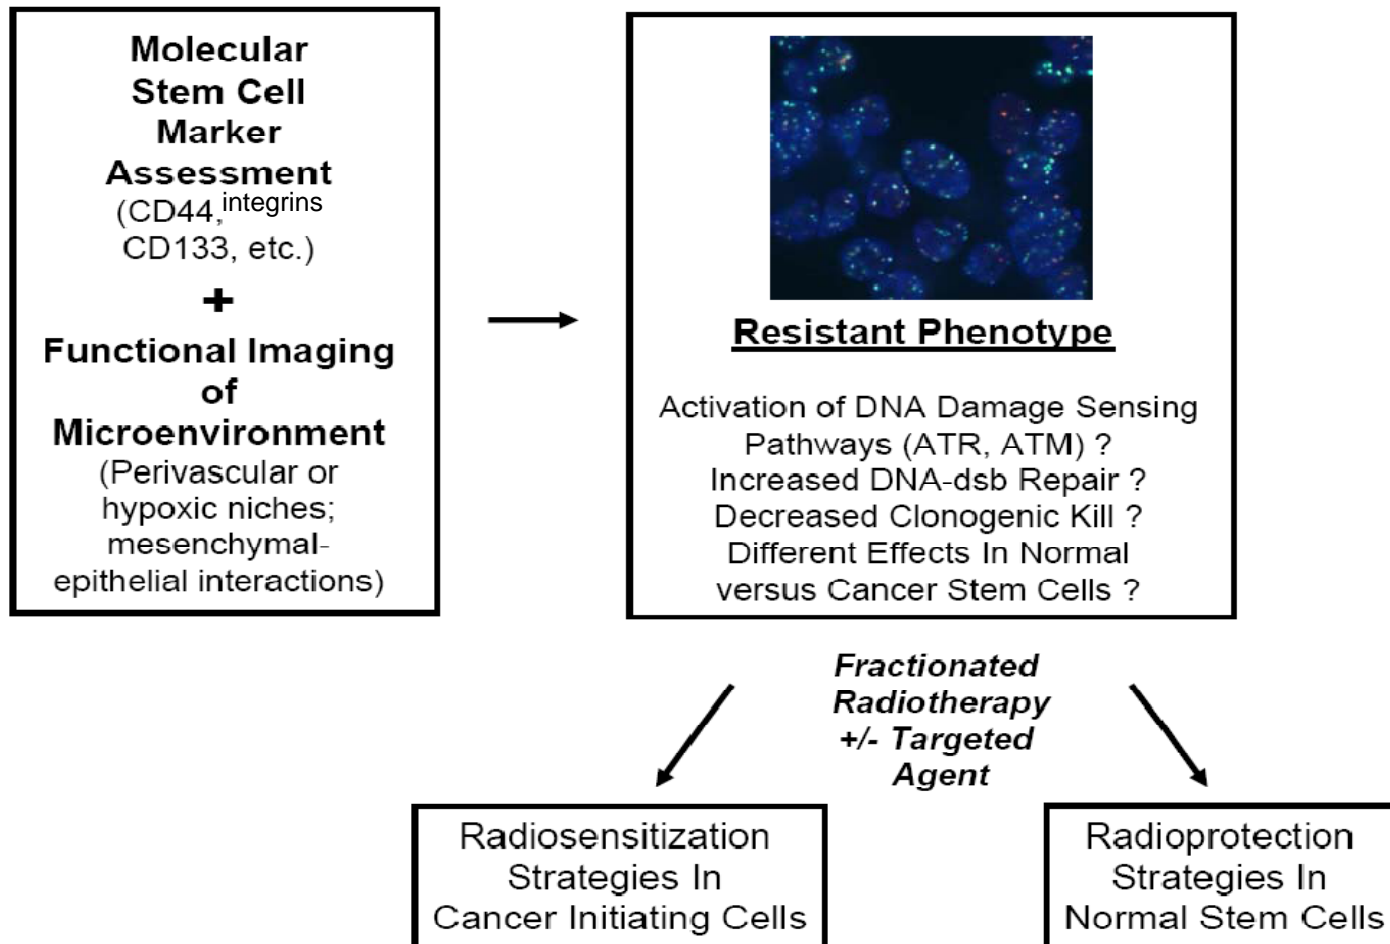 Molecular
Stem Cell
Marker
Assessment
(CD44, integrins
CD133, etc.)
+
Functional Imaging
of
Microenvironment
(Perivascular or
hypoxic niches;
mesenchymal-
epithelial interactions)
Resistant Phenotype
Activation of DNA Damage Sensing
Pathways (ATR, ATM) ?
Increased DNA-dsb Repair ?
Decreased Clonogenic Kill ?
Different Effects In Normal
versus Cancer Stem Cells ?
Fractionated
Radiotherapy
+/- Targeted
Agent
Radiosensitization
Strategies In
Cancer Initiating Cells
Radioprotection
Strategies In
Normal Stem Cells